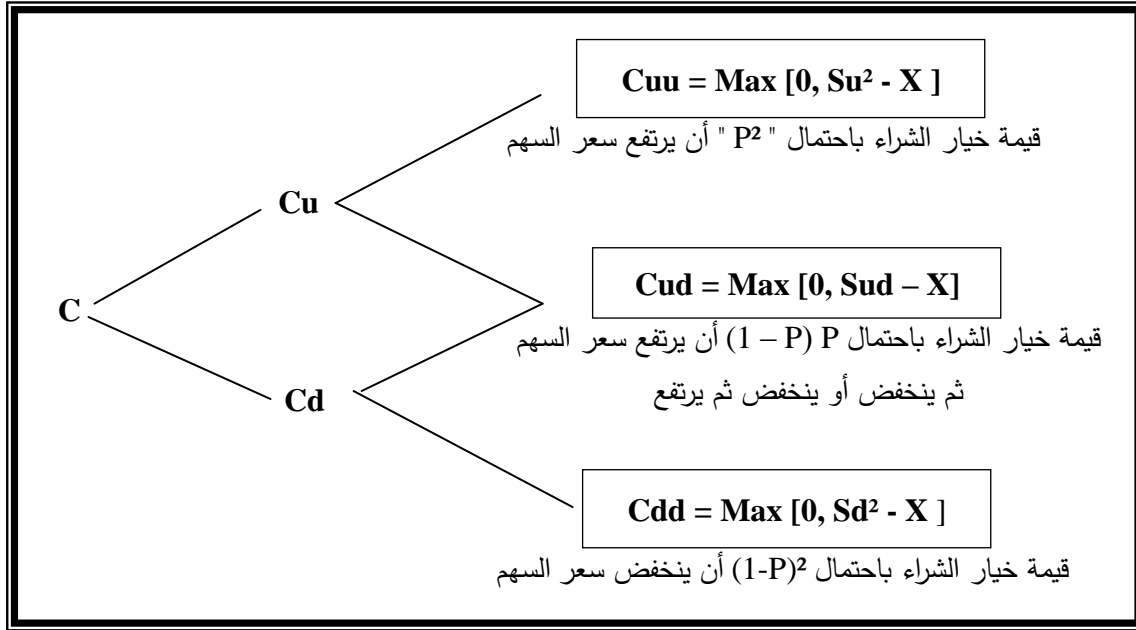 Cuu = Max [0, Su² - X ]
قيمة خيار الشراء باحتمال " P² " أن يرتفع سعر السهم
Cu
Cud = Max [0, Sud – X]
C
قيمة خيار الشراء باحتمال P (1 – P) أن يرتفع سعر السهم
ثم ينخفض أو ينخفض ثم يرتفع
Cd
Cdd = Max [0, Sd² - X ]
قيمة خيار الشراء باحتمال (1-P)² أن ينخفض سعر السهم